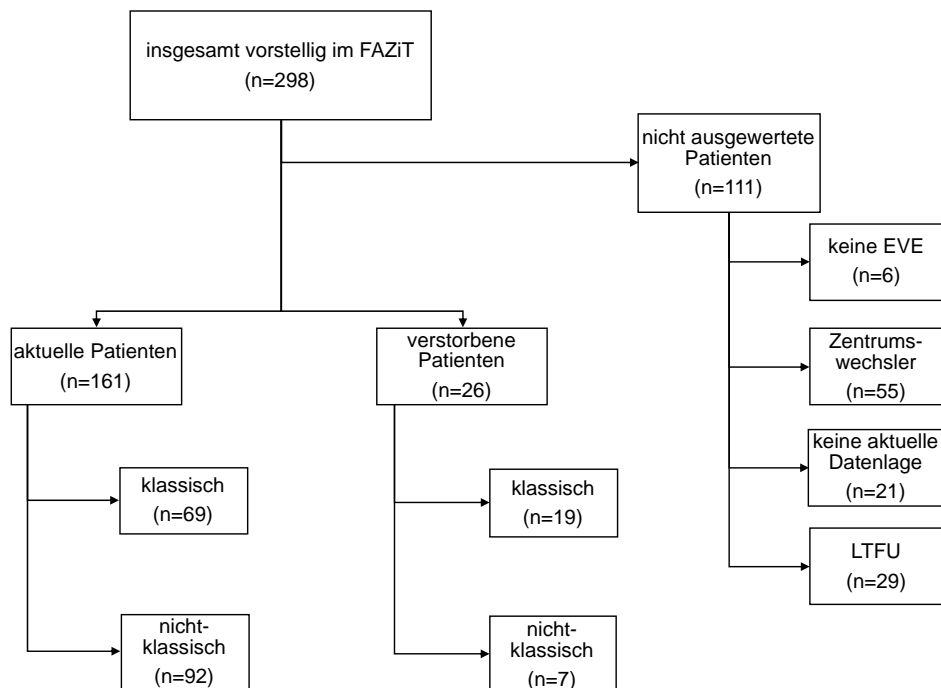 insgesamt vorstellig im FAZiT
(n=298)
nicht ausgewertete
Patienten
(n=111)
keine EVE
(n=6)
Zentrums-
wechsler
(n=55)
keine aktuelle
Datenlage
(n=21)
LTFU
(n=29)
aktuelle Patienten
(n=161)
klassisch
(n=69)
nicht-
klassisch
(n=92)
verstorbene
Patienten
(n=26)
klassisch
(n=19)
nicht-
klassisch
(n=7)